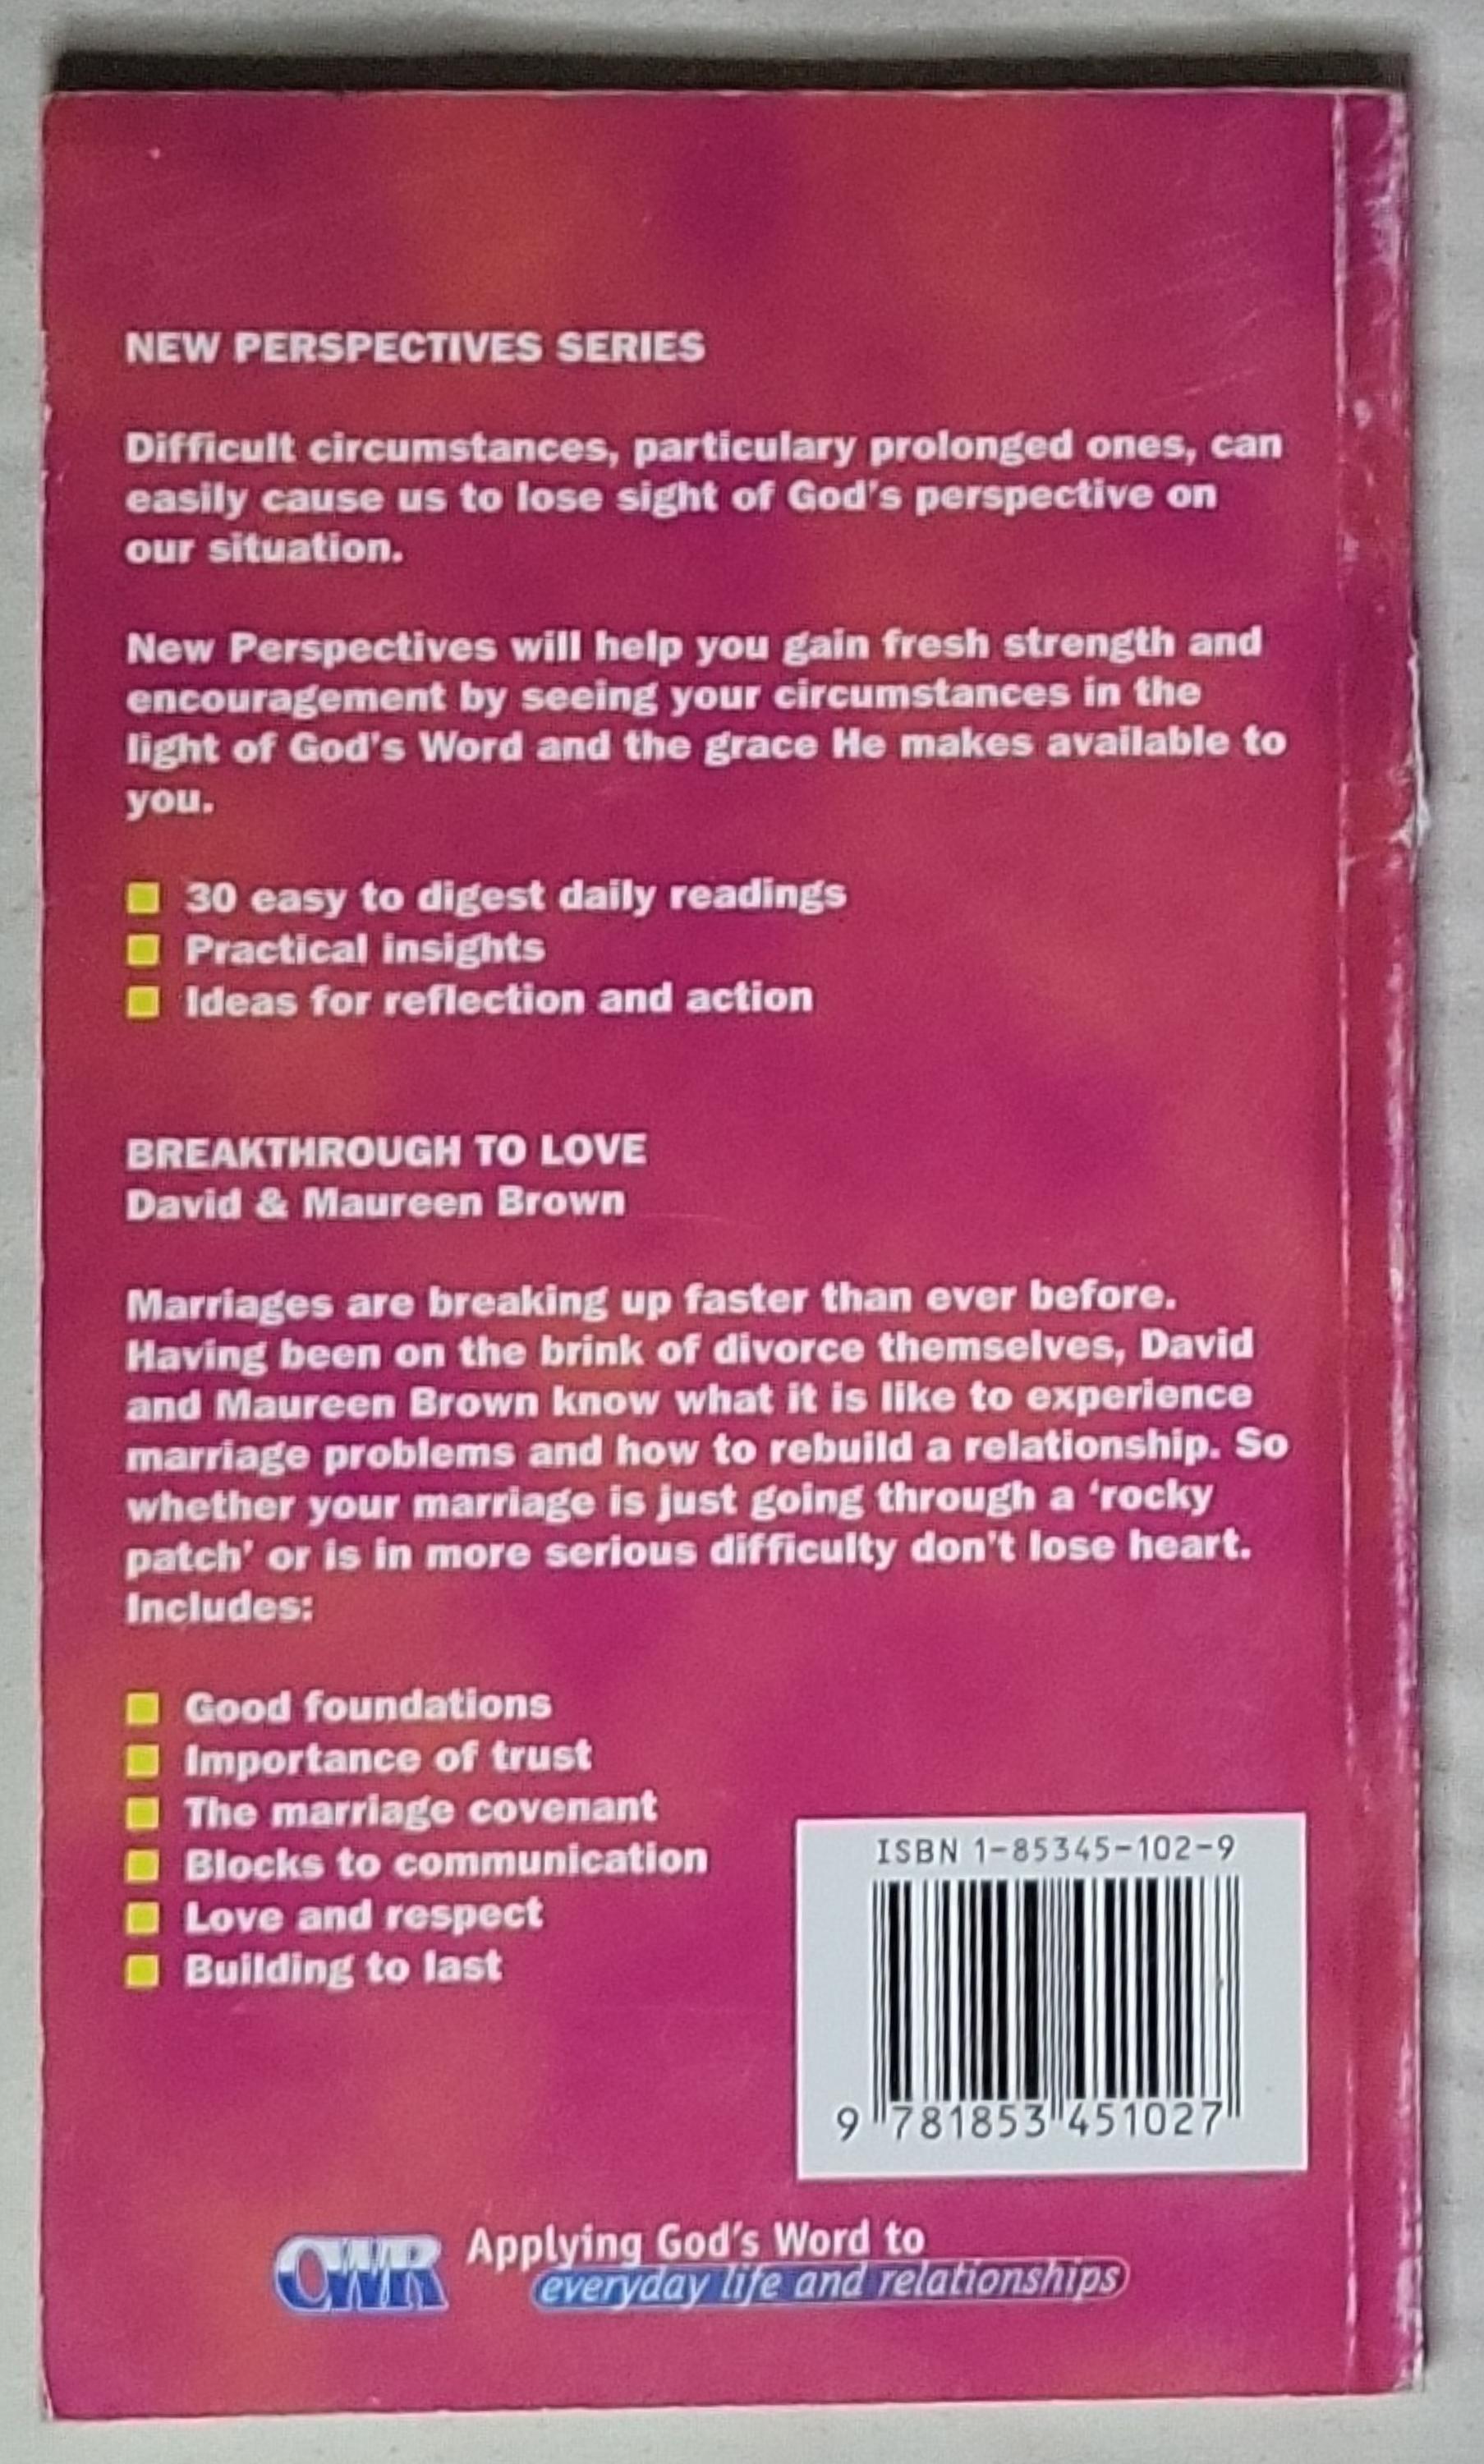 NEW PERSPECTIVES SERIES
Difficult circumstances, particulary prolonged ones, can
easily cause us to lose sight of God's perspective on
our situation.
New Perspectives will help you gain fresh strength and
encouragement by seeing your circumstances in the
light of God's Word and the grace He makes available to
you.
30 easy to digest daily readings
Practical insights
Ideas for reflection and action
BREAKTHROUGH TO LOVE
David & Maureen Brown
Marriages are breaking up faster than ever before.
Having been on the brink of divorce themselves, David
and Maureen Brown know what it is like to experience
marriage problems and how to rebuild a relationship. So
whether your marriage is just going through a ‘rocky
patch’ or is in more serious difficulty don't lose heart.
Includes:
Good foundations
Importance of trust
The marriage covenant
Blocks to communication
Love and respect
Building to last
ISBN 1-85345-102-9
9 781853 451027
CWR Applying God's Word to
everyday life and relationships